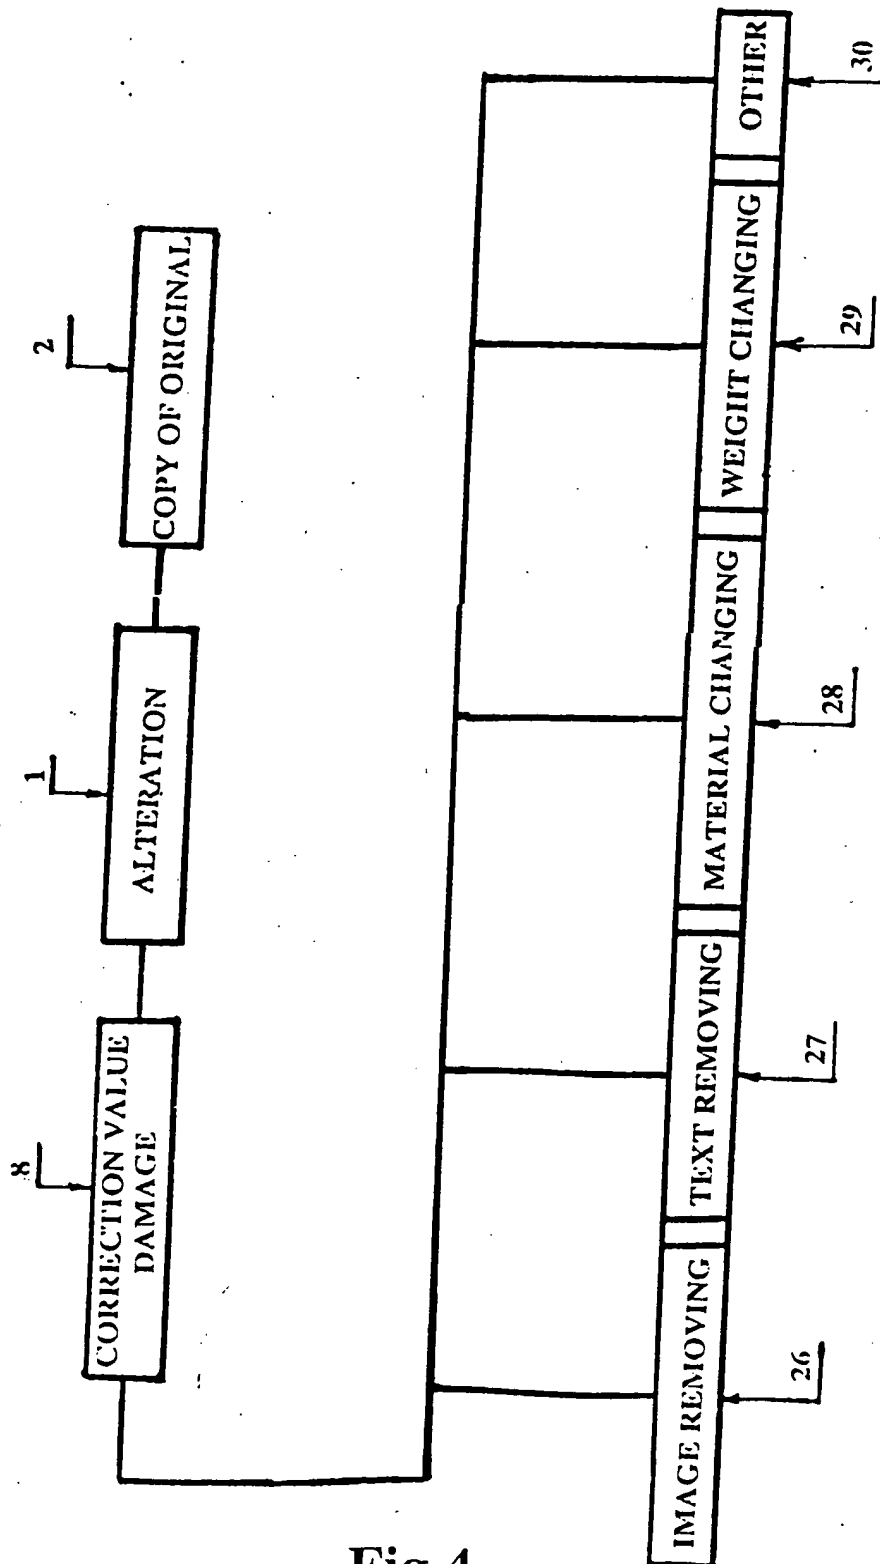 8
1
2
CORRECTION VALUE
DAMAGE
ALTERATION
COPY OF ORIGINAL
IMAGE REMOVING
TEXT REMOVING
MATERIAL CHANGING
WEIGHT CHANGING
OTHER
26
27
28
29
30
Fig 4